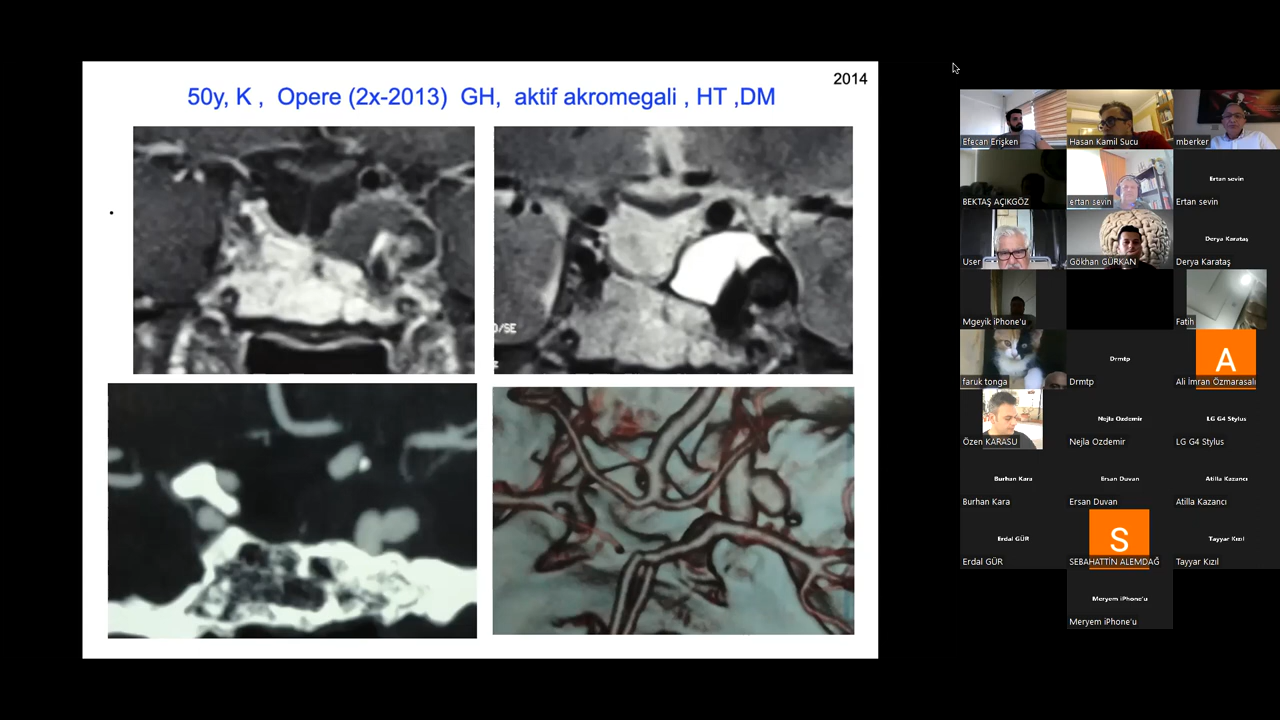 2014
50y, K , Opere (2x-2013) GH, aktif akromegali , HT ,DM
Efecan Erişken
Hasan Kamil Sucu
mberker
BEKTAŞ AÇIKGÖZ
ertan sevin
Ertan sevin
Ertan sevin
User
Gökhan GÜRKAN
Derya Karataş
Derya Karataş
Mgeyik iPhone'u
Fatih
faruk tonga
Drmtp
Drmtp
A
Ali İmran Özmarasalı
Özen KARASU
Nejla Ozdemir
Nejla Ozdemir
LG G4 Stylus
LG G4 Stylus
Burhan Kara
Burhan Kara
Ersan Duvan
Ersan Duvan
Atilla Kazancı
Atilla Kazancı
Erdal GÜR
Erdal GÜR
S
SEBAHATTİN ALEMDAĞ
Tayyar Kızıl
Tayyar Kızıl
Meryem iPhone'u
Meryem iPhone'u